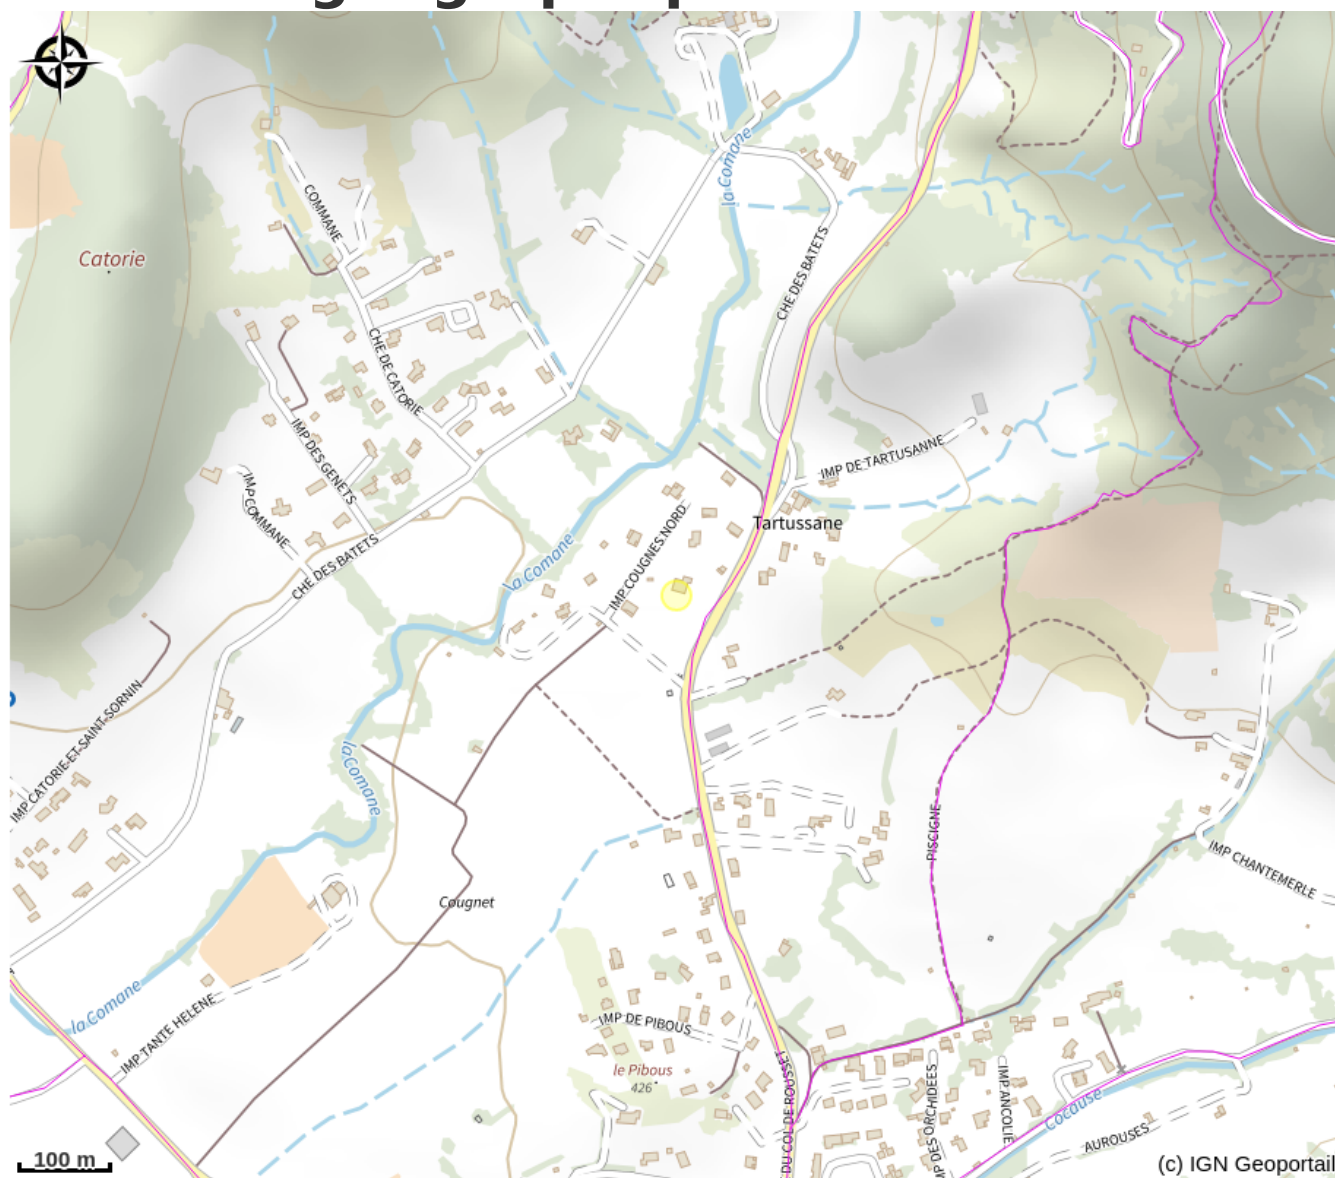 la Comane
COMMANE
CHE DES BATETS
Catorie
CHE DE CATORIE
IMP DES GENETS
IMP DE TARTUSANNE
IMP COMMANE
IMP COUGNES NORD
Tartussane
CHE DES BATETS
la Comane
IMP CATORIE ET SAINT-SORNIN
la Comane
PISCIGNE
IMP CHANTEMERLE
Cougnet
la Comane
IMP TANTE HELENE
IMP DE PIBOUS
le Pibous
426
DU COL DE ROUSSET
IMP ANCOLIE
IMP DES ORCHIDEES
Cocause
AUROUSES
100 m
(c) IGN Geoportail